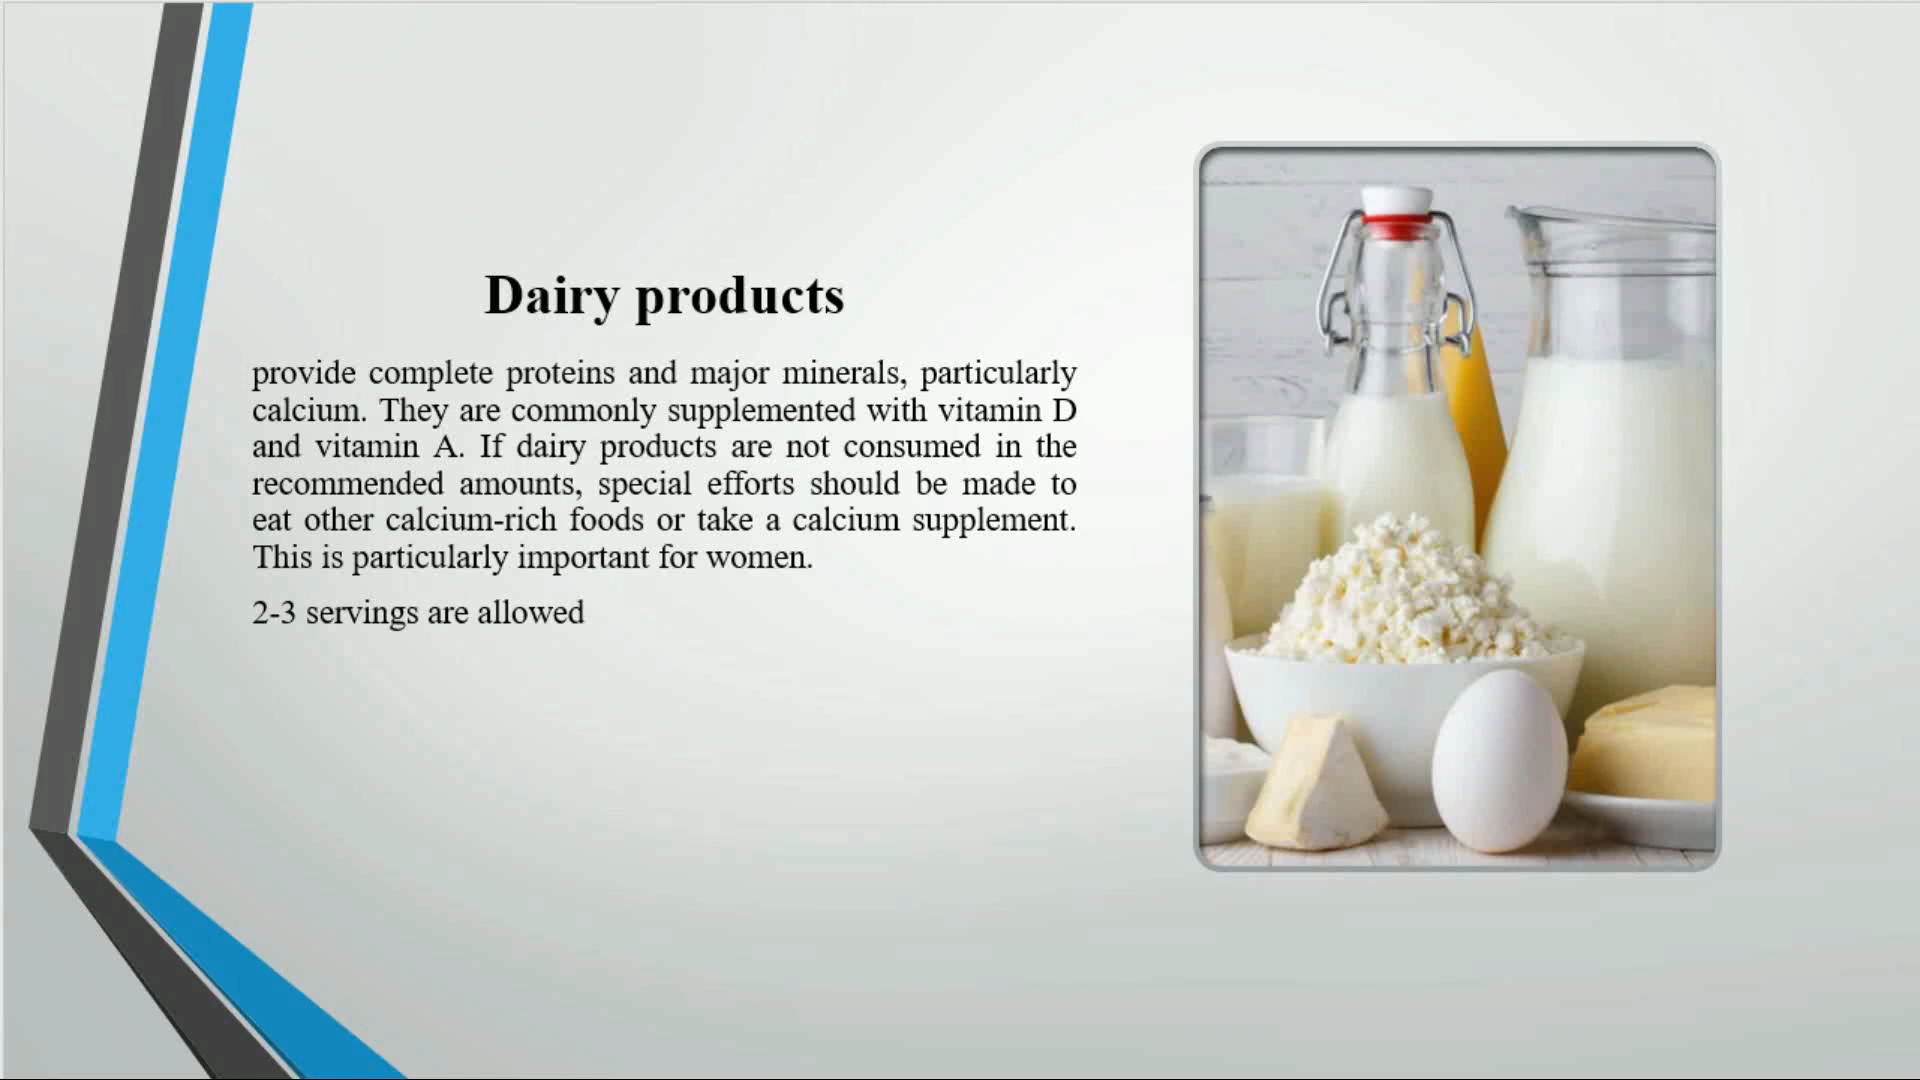 Dairy products
provide complete proteins and major minerals, particularly
calcium. They are commonly supplemented with vitamin D
and vitamin A. If dairy products are not consumed in the
recommended amounts, special efforts should be made to
eat other calcium-rich foods or take a calcium supplement.
This is particularly important for women.
2-3 servings are allowed